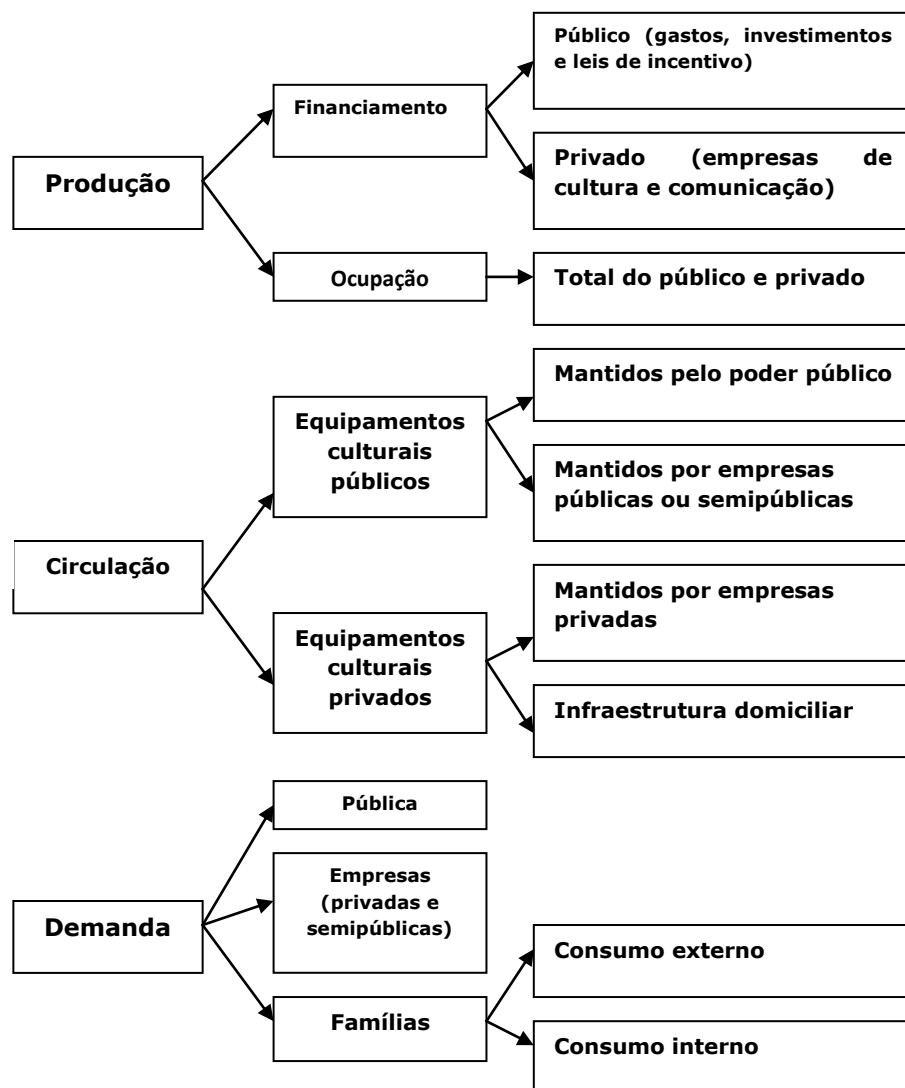 Público (gastos, investimentos
e leis de incentivo)
Financiamento
Privado (empresas de
cultura e comunicação)
Produção
Ocupação
Total do público e privado
Mantidos pelo poder público
Equipamentos
culturais
públicos
Mantidos por empresas
públicas ou semipúblicas
Circulação
Mantidos por empresas
privadas
Equipamentos
culturais
privados
Infraestrutura domiciliar
Pública
Empresas
(privadas e
semipúblicas)
Demanda
Consumo externo
Famílias
Consumo interno